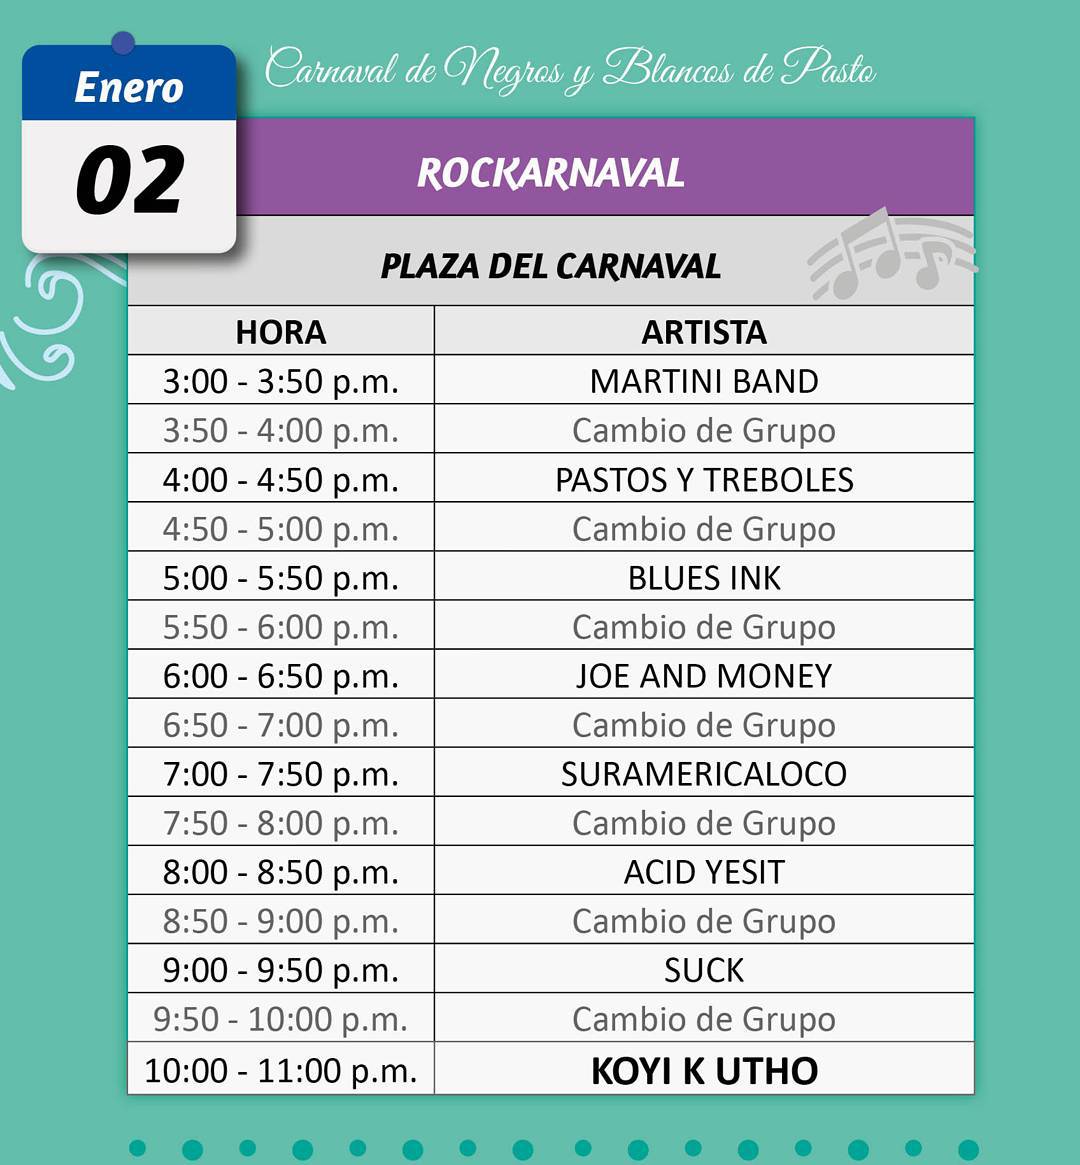 Carnaval de Negros y Blancos de Pasto
Enero
02
ROCKARNAVAL
PLAZA DEL CARNAVAL
HORA ARTISTA
3:00 - 3:50 p.m. MARTINI BAND
3:50 - 4:00 p.m. Cambio de Grupo
4:00 - 4:50 p.m. PASTOS Y TREBOLES
4:50 - 5:00 p.m. Cambio de Grupo
5:00 - 5:50 p.m. BLUES INK
5:50 - 6:00 p.m. Cambio de Grupo
6:00 - 6:50 p.m. JOE AND MONEY
6:50 - 7:00 p.m. Cambio de Grupo
7:00 - 7:50 p.m. SURAMERICALOCO
7:50 - 8:00 p.m. Cambio de Grupo
8:00 - 8:50 p.m. ACID YESIT
8:50 - 9:00 p.m. Cambio de Grupo
9:00 - 9:50 p.m. SUCK
9:50 - 10:00 p.m. Cambio de Grupo
10:00 - 11:00 p.m. KOYI K UTHO